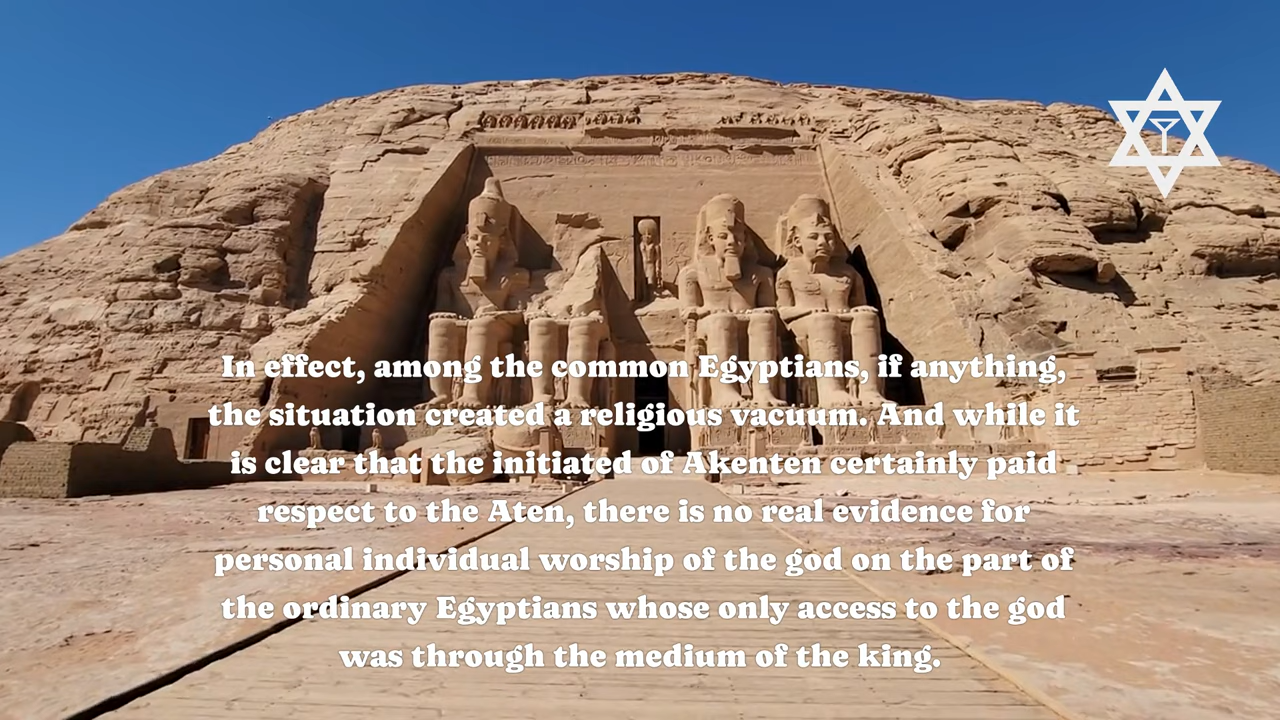 In effect, among the common Egyptians, if anything,
the situation created a religious vacuum. And while it
is clear that the initiated of Akenten certainly paid
respect to the Aten, there is no real evidence for
personal individual worship of the god on the part of
the ordinary Egyptians whose only access to the god
was through the medium of the king.